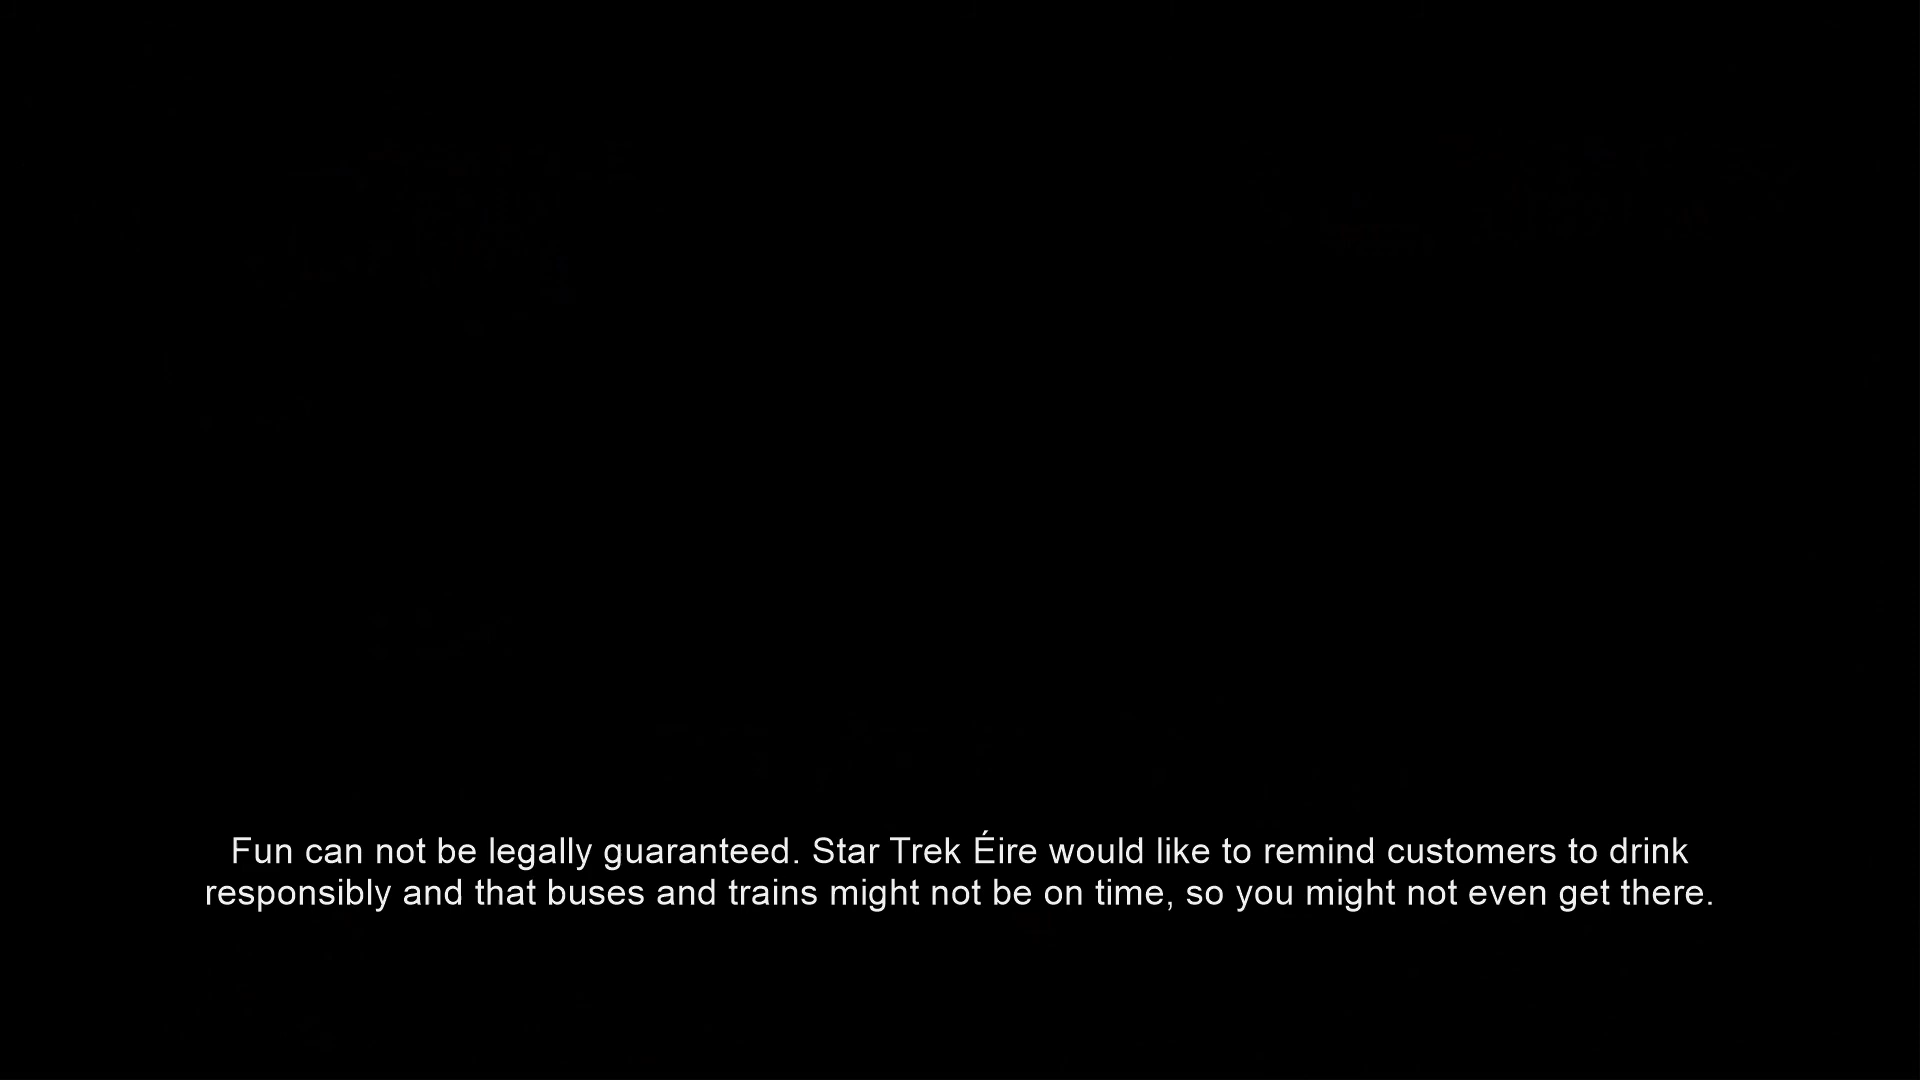 Fun can not be legally guaranteed. Star Trek Éire would like to remind customers to drink
responsibly and that buses and trains might not be on time, so you might not even get there.